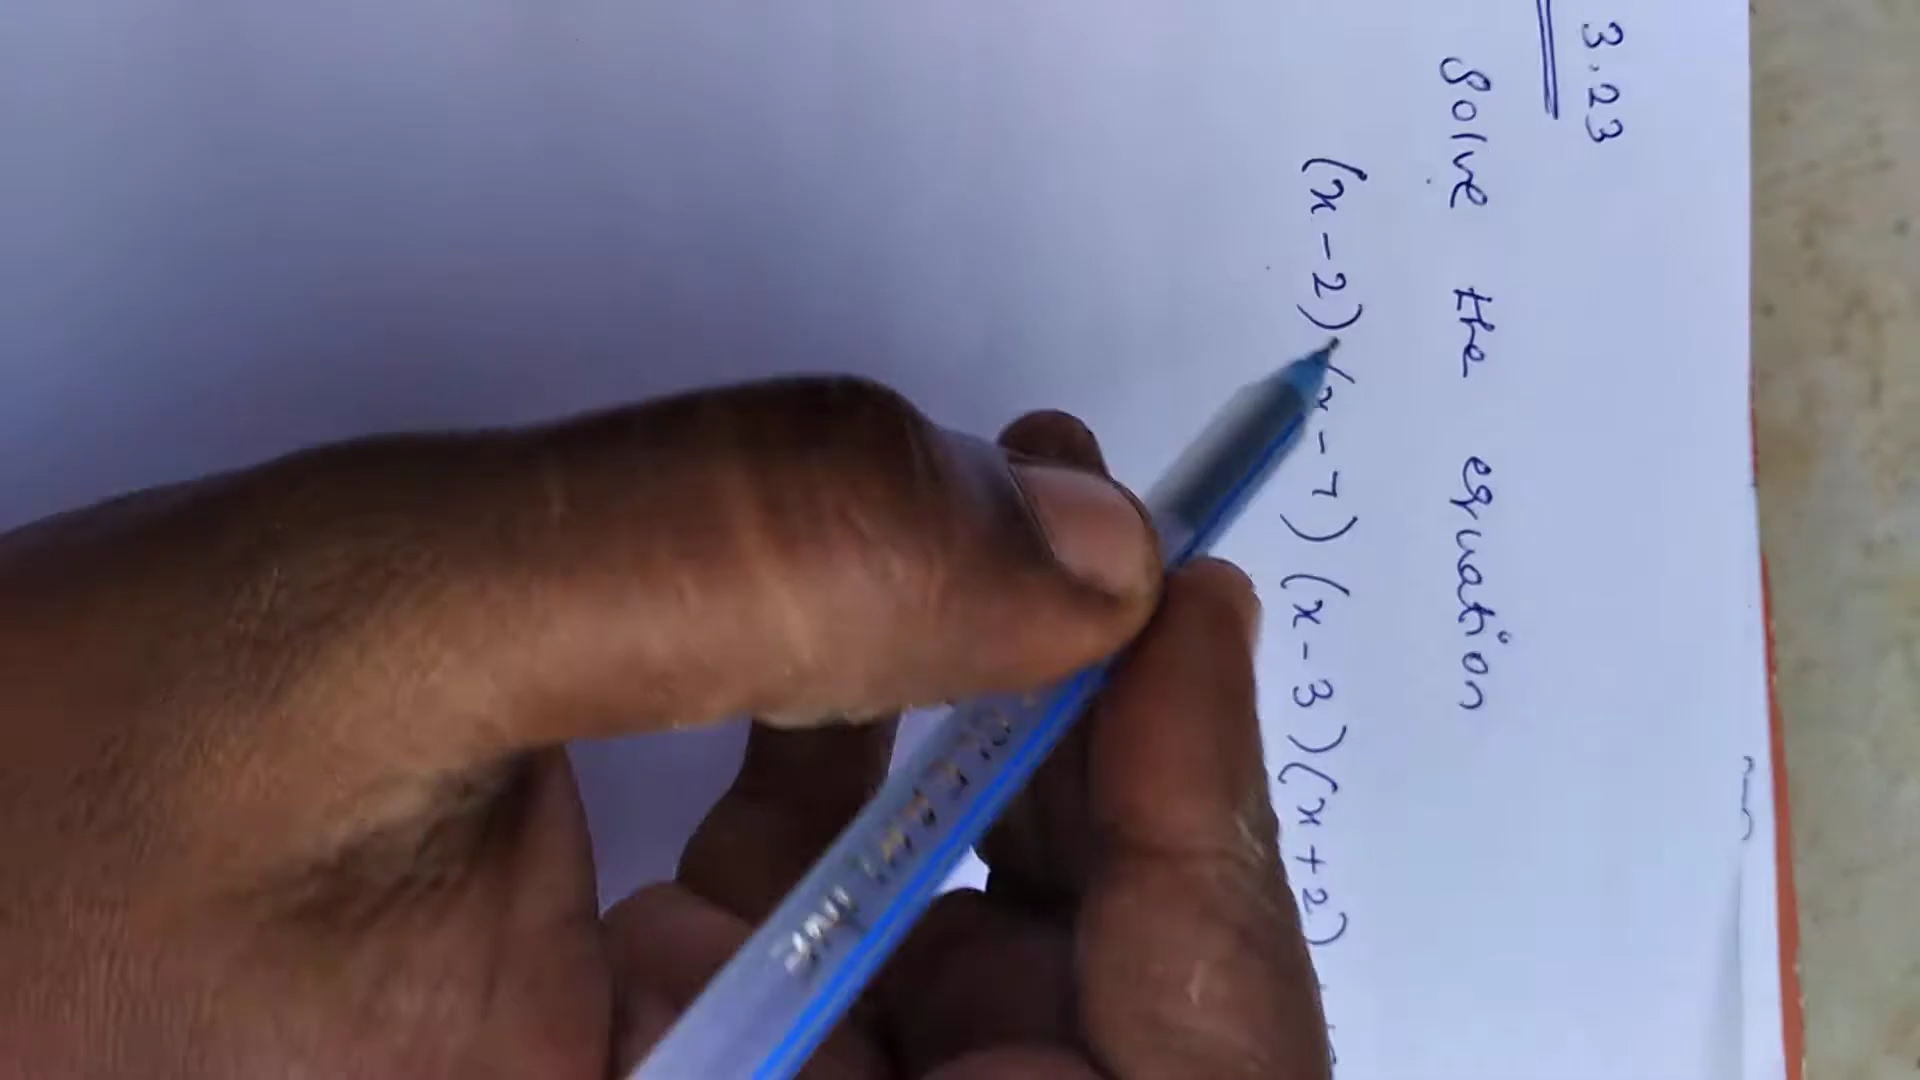 3.23
Solve the equation
(x-2)(x-7)(x-3)(x+2)